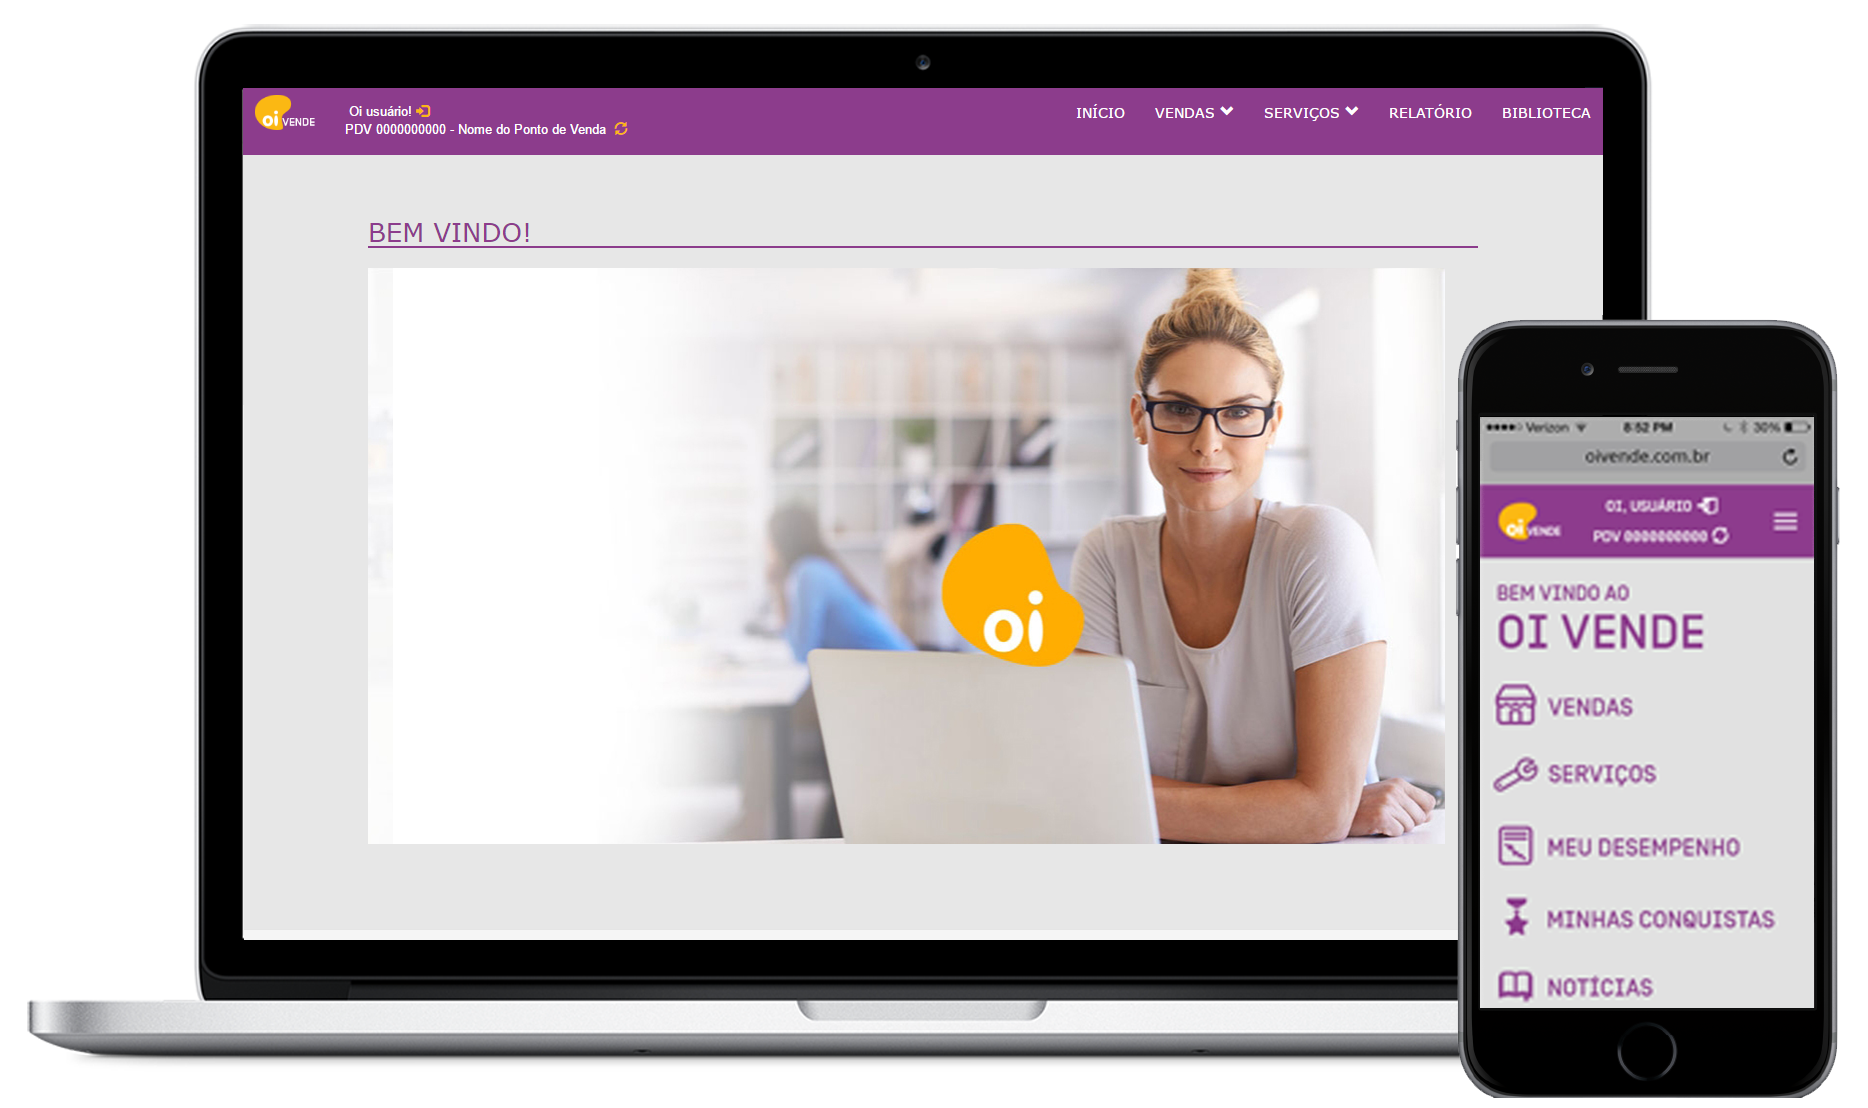 oi VENDE
Oi usuário!
PDV 0000000000 - Nome do Ponto de Venda
INÍCIO VENDAS SERVIÇOS RELATÓRIO BIBLIOTECA
BEM VINDO!
oi
Verizon 8:52 PM 30%
oivende.com.br
oi VENDE
OI, USUÁRIO
PDV 0000000000
BEM VINDO AO
OI VENDE
VENDAS
SERVIÇOS
MEU DESEMPENHO
MINHAS CONQUISTAS
NOTÍCIAS